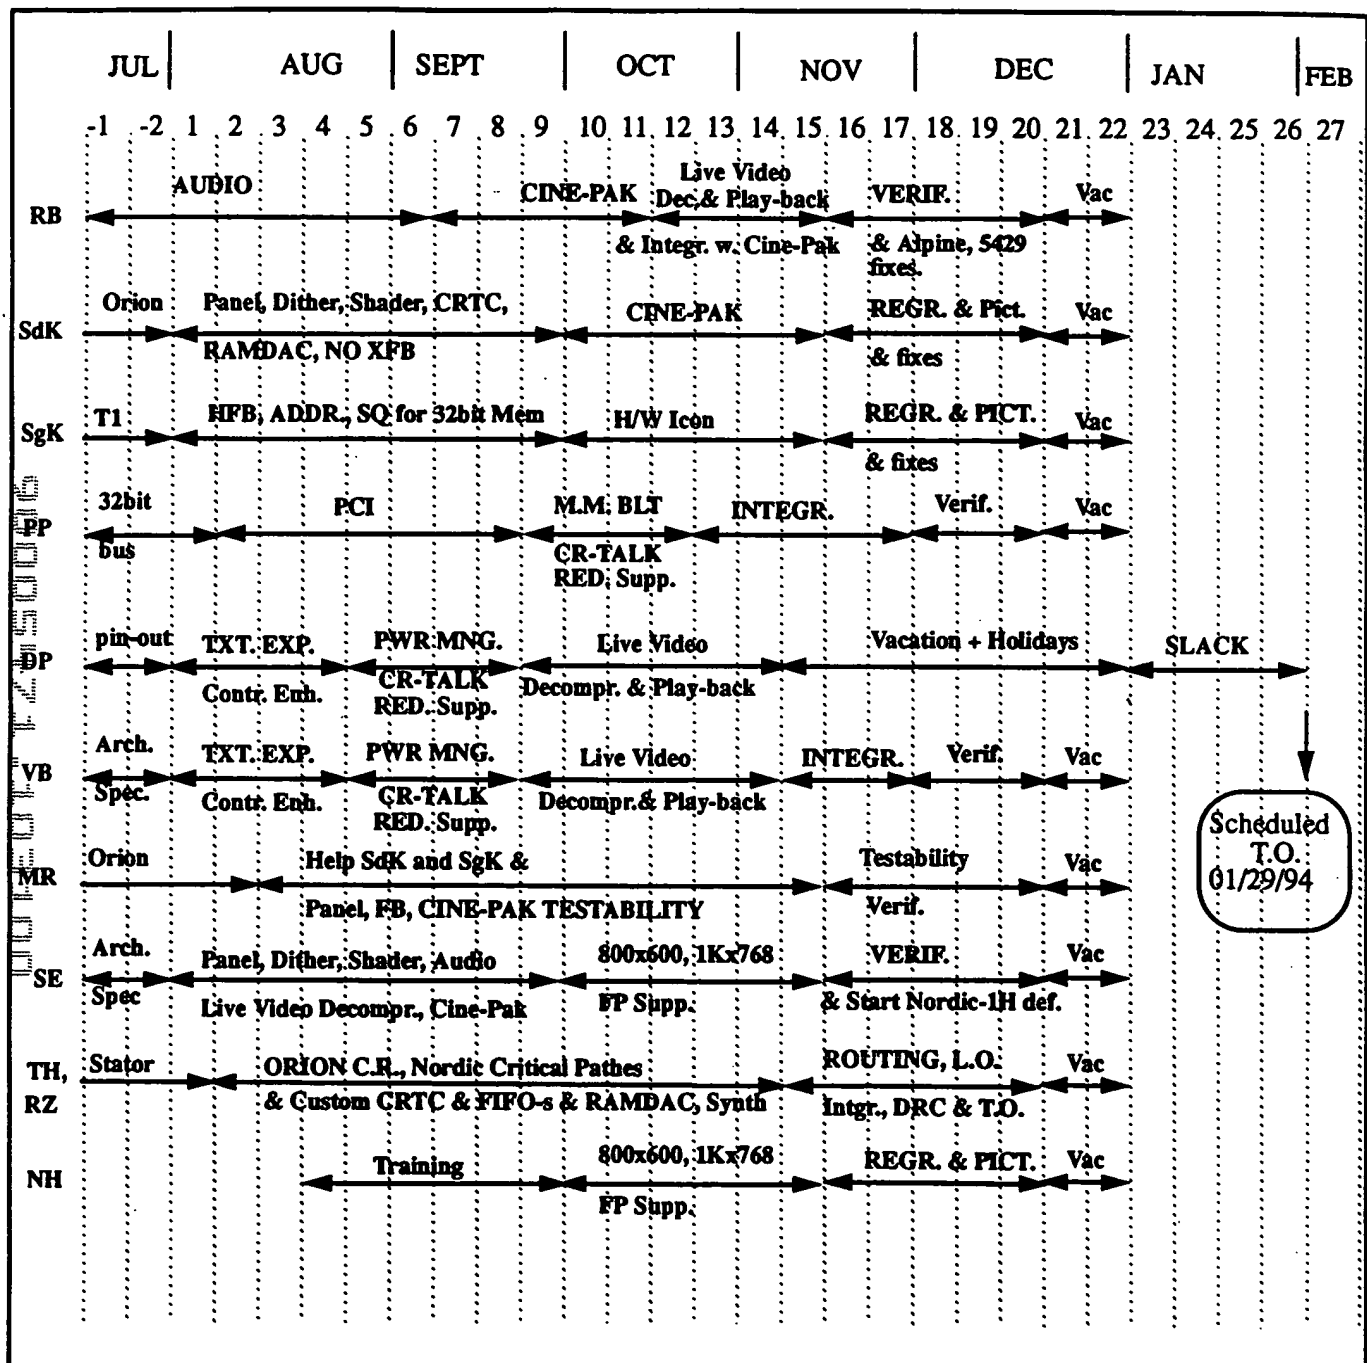 JUL AUG SEPT OCT NOV DEC JAN FEB
-1 -2 1 2 3 4 5 6 7 8 9 10 11 12 13 14 15 16 17 18 19 20 21 22 23 24 25 26 27
Live Video
AUDIO CINE-PAK Dec,& Play-back VERIF. Vac
RB
& Integr. w. Cine-Pak & Alpine, 5429
fixes.
Orion Panel, Dither, Shader, CRTC, CINE-PAK REGR. & Pict. Vac
SdK
RAMDAC, NO XFB & fixes
T1 HFB, ADDR., SQ for 32bit Mem H/W Icon REGR. & PICT. Vac
SgK
& fixes
32bit PCI M.M. BLT INTEGR. Verif. Vac
PP
bus CR-TALK
RED. Supp.
pin-out TXT. EXP. PWR MNG. Live Video Vacation + Holidays SLACK
DP
Contr. Enh. CR-TALK Decompr. & Play-back
RED. Supp.
Arch. TXT. EXP. PWR MNG. Live Video INTEGR. Verif. Vac
VB
Spec. Contr. Enh. CR-TALK Decompr.& Play-back
RED. Supp.
Scheduled
T.O.
01/29/94
Orion Help SdK and SgK & Testability Vac
MR
Panel, FB, CINE-PAK TESTABILITY Verif.
Arch. Panel, Dither, Shader, Audio 800x600, 1Kx768 VERIF. Vac
SE
Spec Live Video Decompr., Cine-Pak FP Supp. & Start Nordic-1H def.
Stator ORION C.R., Nordic Critical Pathes ROUTING, L.O. Vac
TH,
RZ & Custom CRTC & FIFO-s & RAMDAC, Synth Intgr., DRC & T.O.
Training 800x600, 1Kx768 REGR. & PICT. Vac
NH
FP Supp.